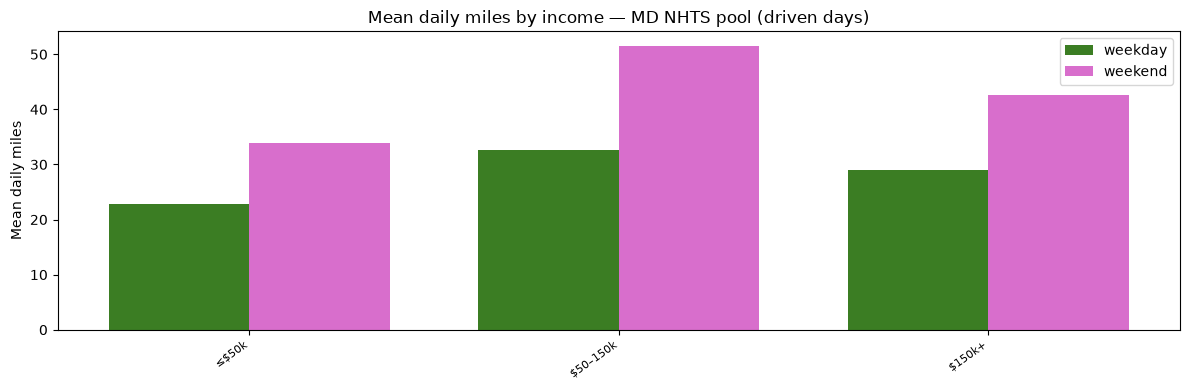 Mean daily miles by income — MD NHTS pool (driven days)
weekday
weekend
Mean daily miles
50
40
30
20
10
0
≤$50k
$50–150k
$150k+